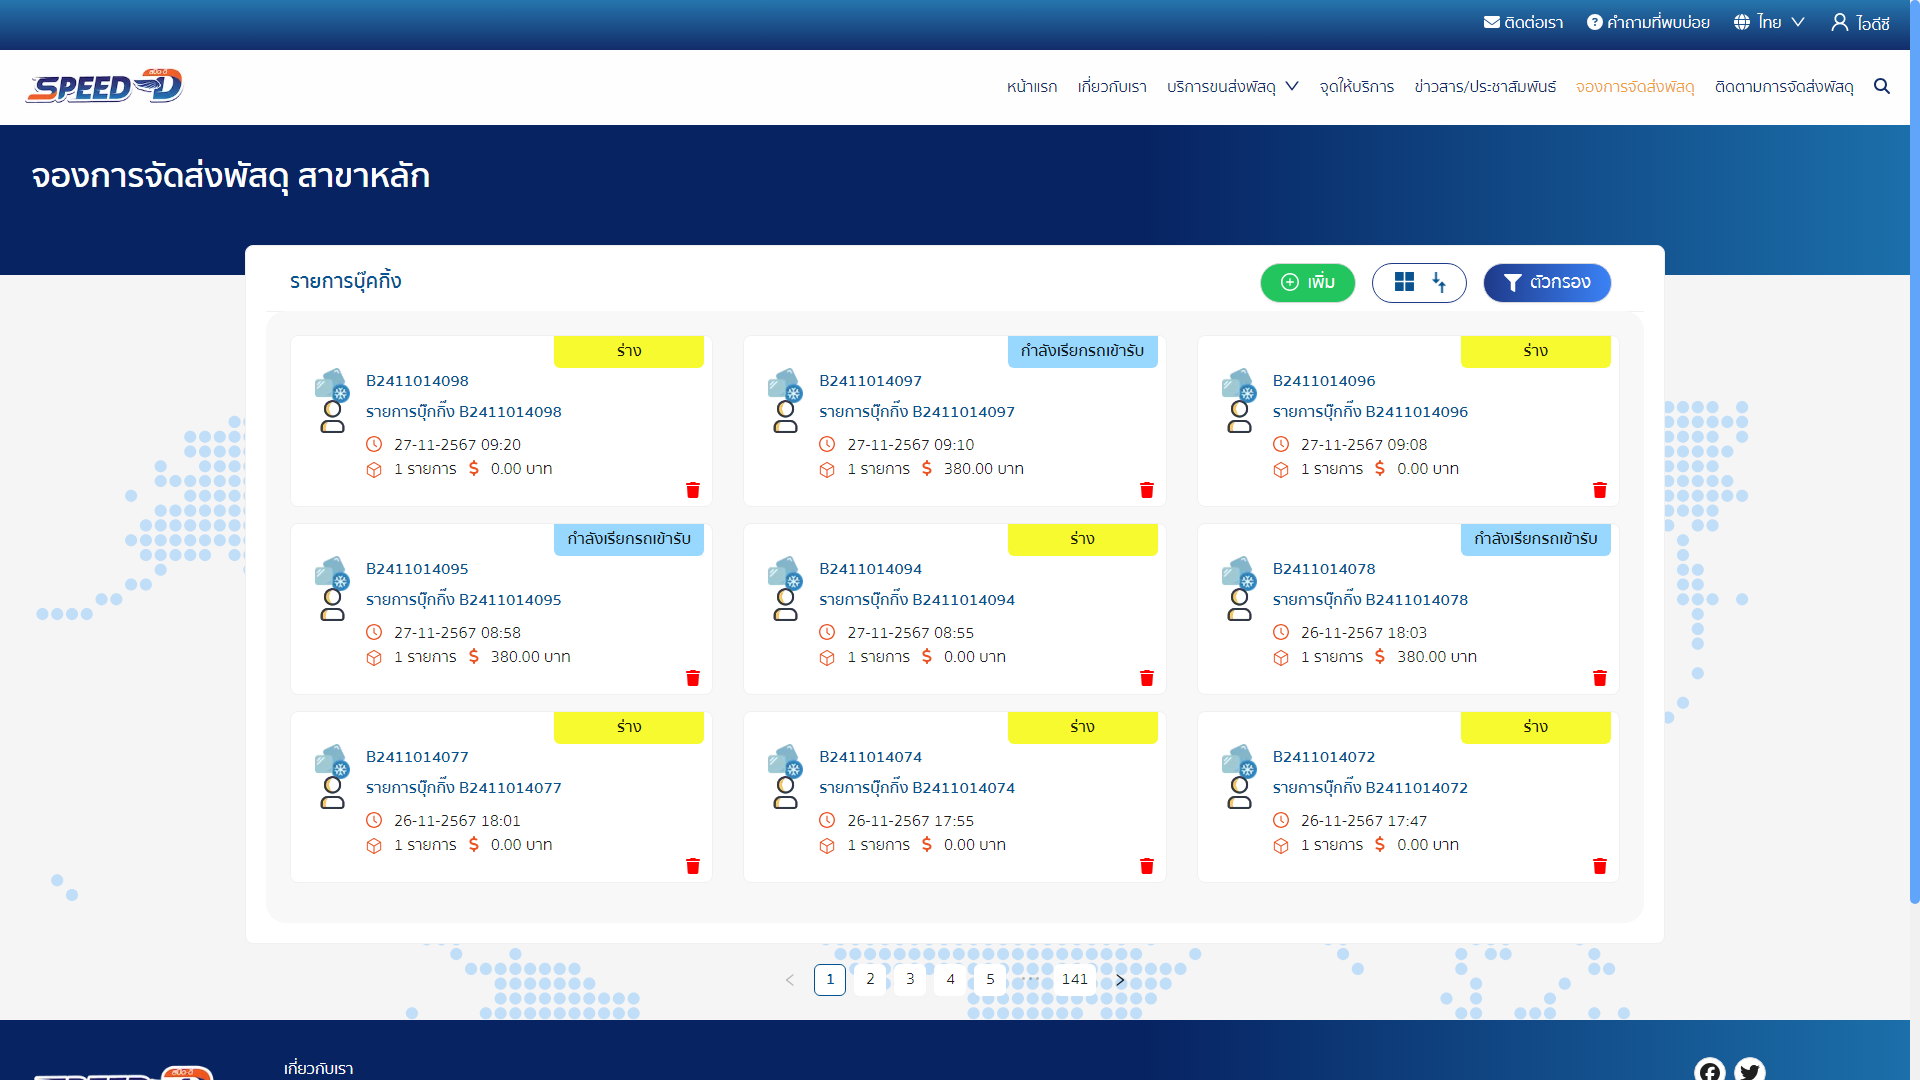 ติดต่อเรา คำถามที่พบบ่อย ไทย ไอดีซี
SPEED-D สปีด-ดี
หน้าแรก เกี่ยวกับเรา บริการขนส่งพัสดุ จุดให้บริการ ข่าวสาร/ประชาสัมพันธ์ จองการจัดส่งพัสดุ ติดตามการจัดส่งพัสดุ
จองการจัดส่งพัสดุ สาขาหลัก
รายการบุ๊คกิ้ง เพิ่ม ตัวกรอง
ร่าง
B2411014098
รายการบุ๊กกิ๊ง B2411014098
27-11-2567 09:20
1 รายการ $ 0.00 บาท
กำลังเรียกรถเข้ารับ
B2411014097
รายการบุ๊กกิ๊ง B2411014097
27-11-2567 09:10
1 รายการ $ 380.00 บาท
ร่าง
B2411014096
รายการบุ๊กกิ๊ง B2411014096
27-11-2567 09:08
1 รายการ $ 0.00 บาท
กำลังเรียกรถเข้ารับ
B2411014095
รายการบุ๊กกิ๊ง B2411014095
27-11-2567 08:58
1 รายการ $ 380.00 บาท
ร่าง
B2411014094
รายการบุ๊กกิ๊ง B2411014094
27-11-2567 08:55
1 รายการ $ 0.00 บาท
กำลังเรียกรถเข้ารับ
B2411014078
รายการบุ๊กกิ๊ง B2411014078
26-11-2567 18:03
1 รายการ $ 380.00 บาท
ร่าง
B2411014077
รายการบุ๊กกิ๊ง B2411014077
26-11-2567 18:01
1 รายการ $ 0.00 บาท
ร่าง
B2411014074
รายการบุ๊กกิ๊ง B2411014074
26-11-2567 17:55
1 รายการ $ 0.00 บาท
ร่าง
B2411014072
รายการบุ๊กกิ๊ง B2411014072
26-11-2567 17:47
1 รายการ $ 0.00 บาท
1 2 3 4 5 ••• 141
เกี่ยวกับเรา